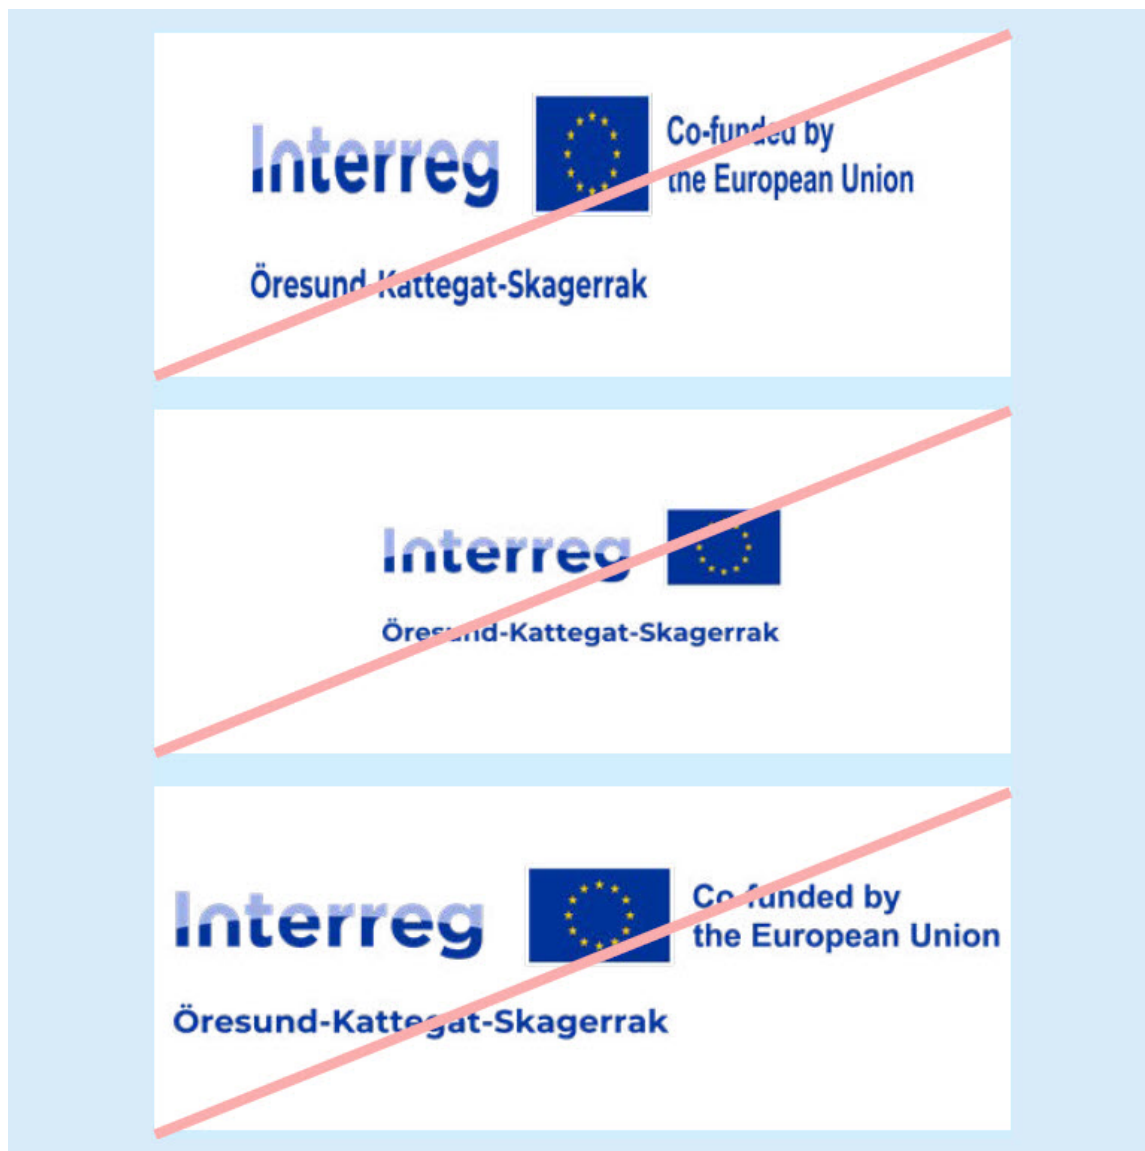 Interreg
Co-funded by
the European Union
Öresund-Kattegat-Skagerrak
Interreg
Öresund-Kattegat-Skagerrak
Interreg
Co-funded by
the European Union
Öresund-Kattegat-Skagerrak